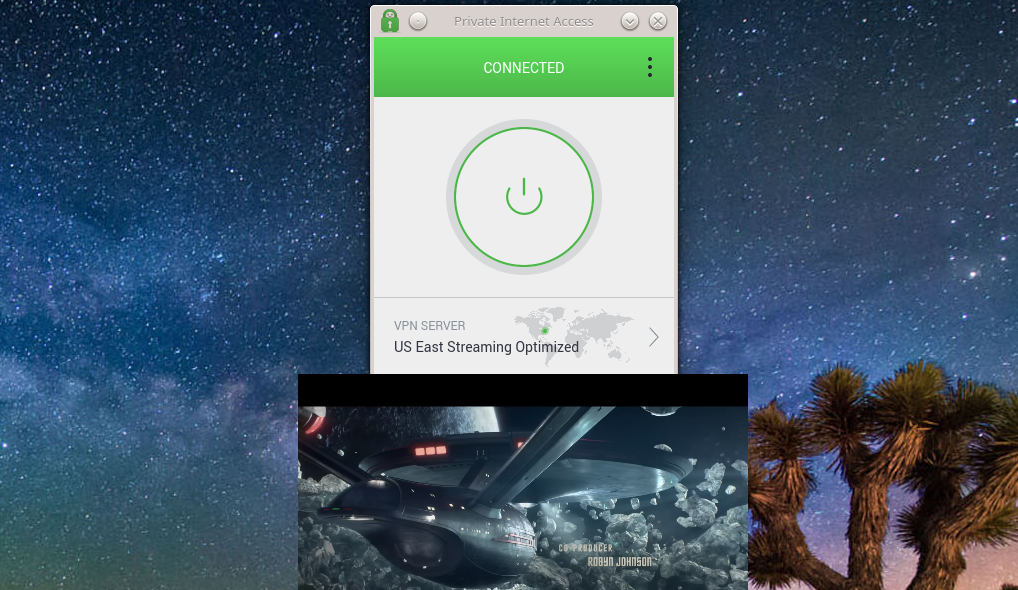 Private Internet Access
CONNECTED
VPN SERVER
US East Streaming Optimized
CO-PRODUCER
ROBYN JOHNSON